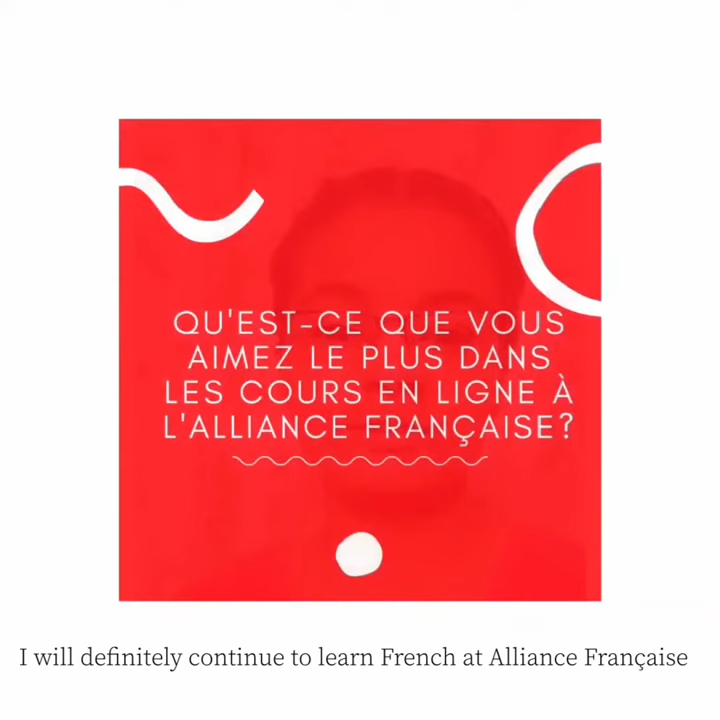 QU'EST-CE QUE VOUS
AIMEZ LE PLUS DANS
LES COURS EN LIGNE À
L'ALLIANCE FRANÇAISE?
I will definitely continue to learn French at Alliance Française